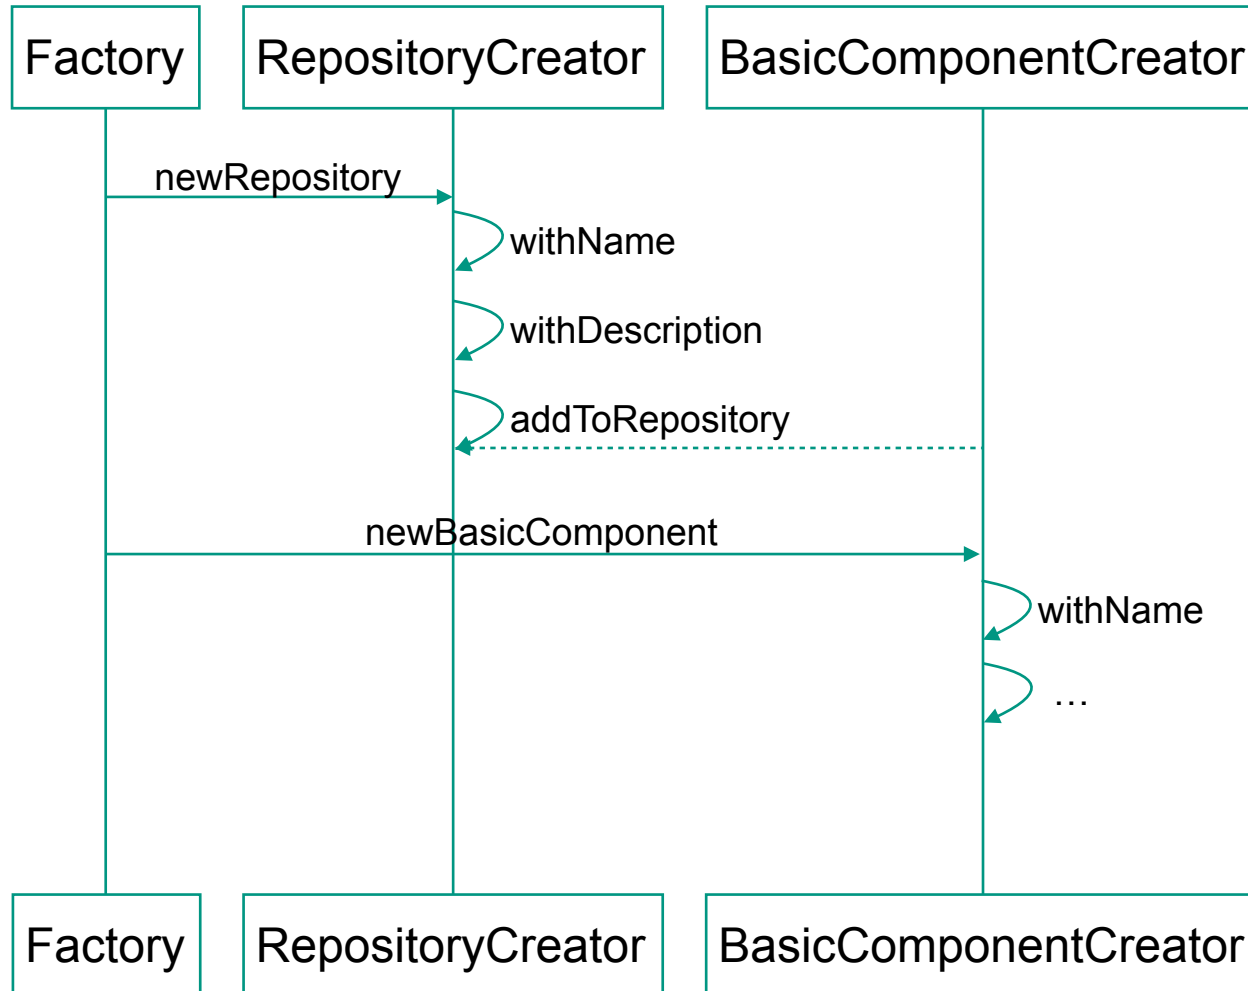 Factory
RepositoryCreator
BasicComponentCreator
newRepository
withName
withDescription
addToRepository
newBasicComponent
withName
…
Factory
RepositoryCreator
BasicComponentCreator